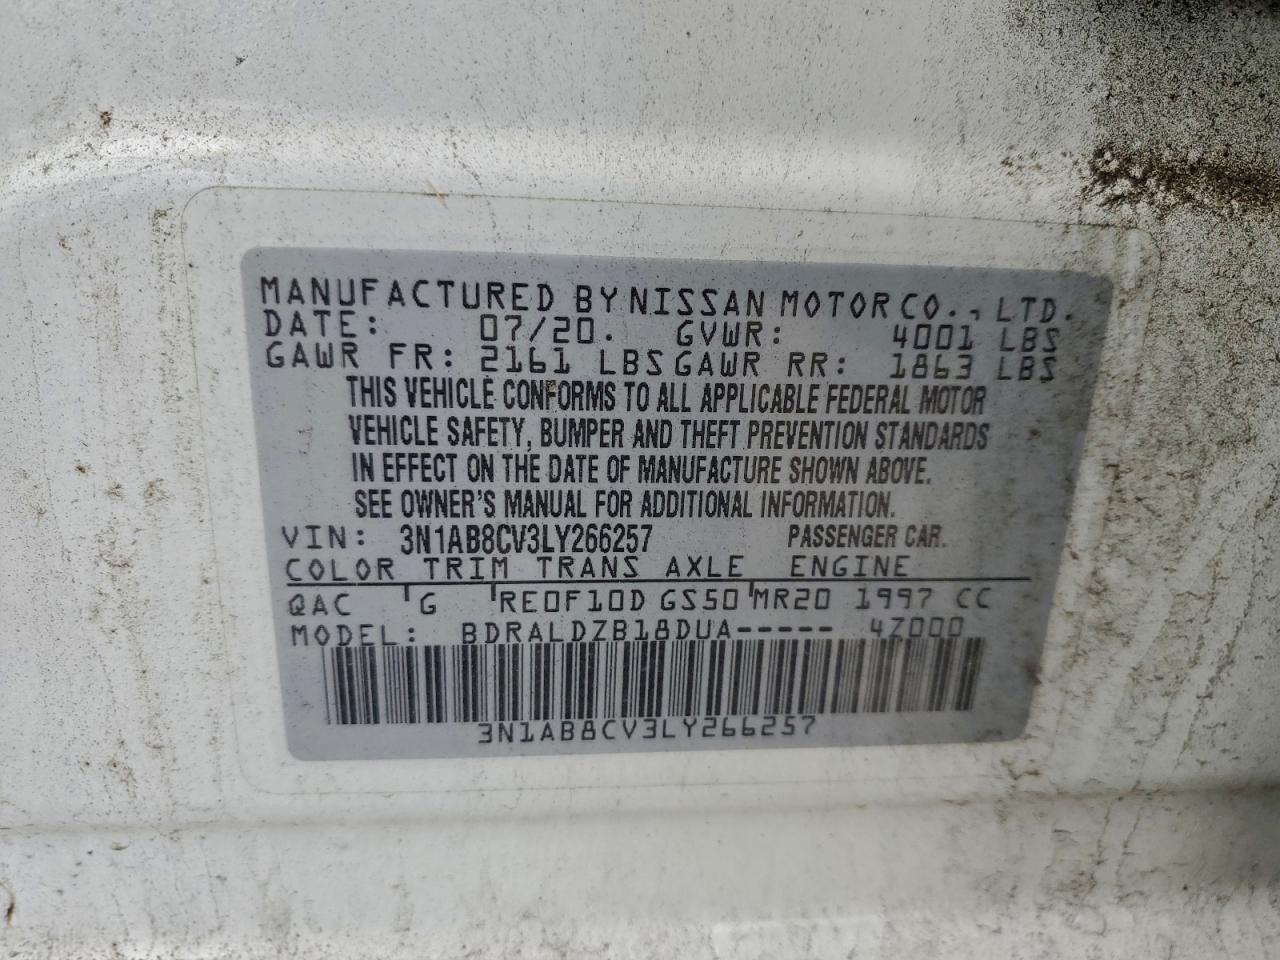 MANUFACTURED BY NISSAN MOTOR CO., LTD.
DATE: 07/20. GVWR: 4001 LBS
GAWR FR: 2161 LBS GAWR RR: 1863 LBS
THIS VEHICLE CONFORMS TO ALL APPLICABLE FEDERAL MOTOR
VEHICLE SAFETY, BUMPER AND THEFT PREVENTION STANDARDS
IN EFFECT ON THE DATE OF MANUFACTURE SHOWN ABOVE.
SEE OWNER'S MANUAL FOR ADDITIONAL INFORMATION.
VIN: 3N1AB8CV3LY266257 PASSENGER CAR.
COLOR TRIM TRANS AXLE ENGINE
QAC G RE0F10D GS50 MR20 1997 CC
MODEL: BDRALDZB18DUA----- 4Z000
3N1AB8CV3LY266257